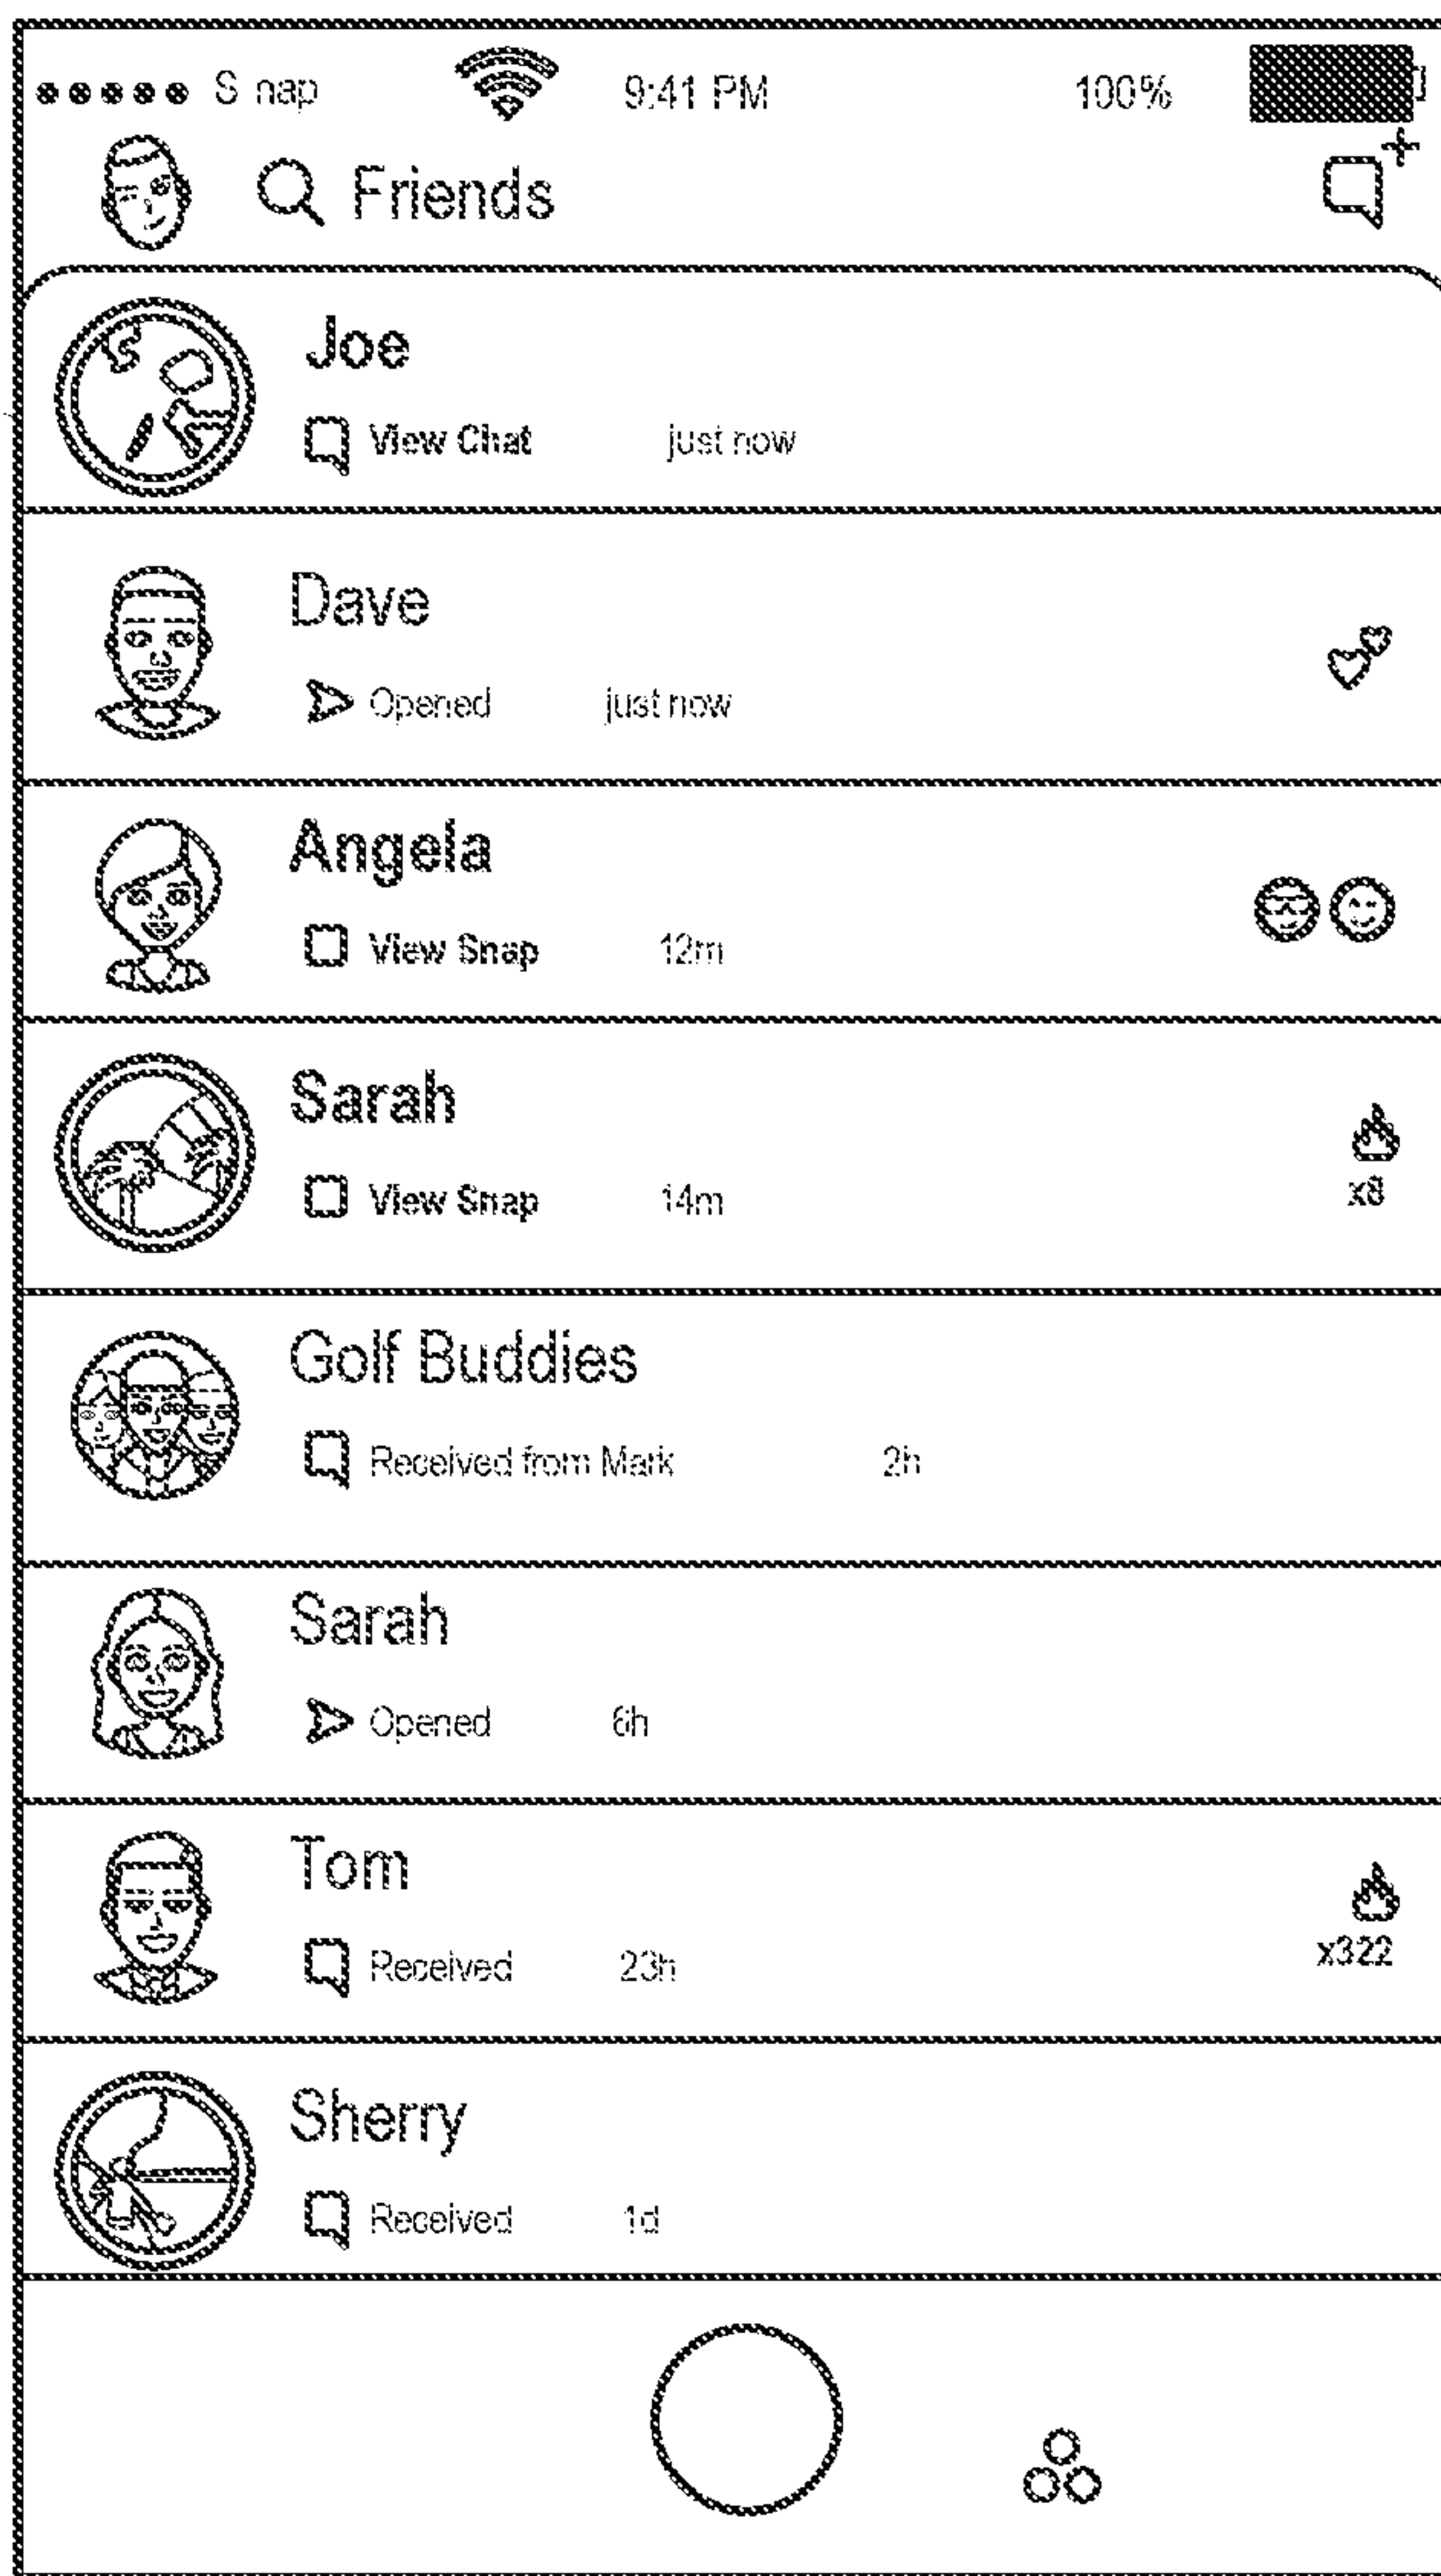 Snap 9:41 PM 100%
Friends
Joe
View Chat just now
Dave
Opened just now
Angela
View Snap 12m
Sarah
View Snap 14m
x8
Golf Buddies
Received from Mark 2h
Sarah
Opened 6h
Tom
Received 23h
x322
Sherry
Received 1d